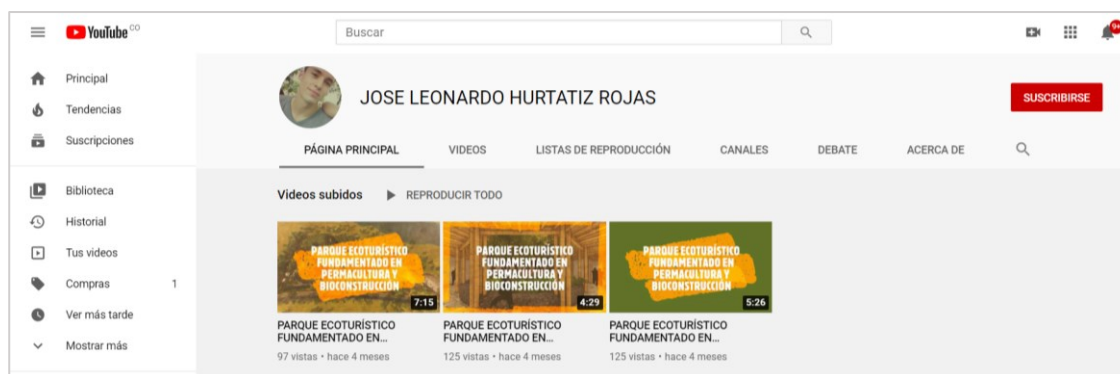 YouTube CO
Buscar
9+
Principal
Tendencias
Suscripciones
Biblioteca
Historial
Tus videos
Compras 1
Ver más tarde
Mostrar más
JOSE LEONARDO HURTATIZ ROJAS
SUSCRIBIRSE
PÁGINA PRINCIPAL VIDEOS LISTAS DE REPRODUCCIÓN CANALES DEBATE ACERCA DE
Videos subidos REPRODUCIR TODO
PARQUE ECOTURÍSTICO
FUNDAMENTADO EN
PERMACULTURA Y
BIOCONSTRUCCIÓN
7:15
PARQUE ECOTURÍSTICO
FUNDAMENTADO EN...
97 vistas • hace 4 meses
PARQUE ECOTURÍSTICO
FUNDAMENTADO EN
PERMACULTURA Y
BIOCONSTRUCCIÓN
4:29
PARQUE ECOTURÍSTICO
FUNDAMENTADO EN...
125 vistas • hace 4 meses
PARQUE ECOTURÍSTICO
FUNDAMENTADO EN
PERMACULTURA Y
BIOCONSTRUCCIÓN
5:26
PARQUE ECOTURÍSTICO
FUNDAMENTADO EN...
125 vistas • hace 4 meses